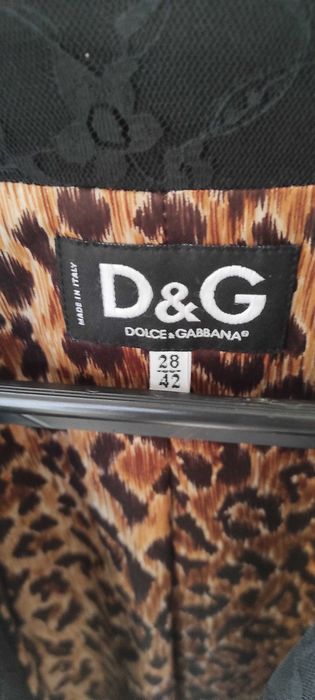 MADE IN ITALY
D&G
DOLCE & GABBANA®
28
42